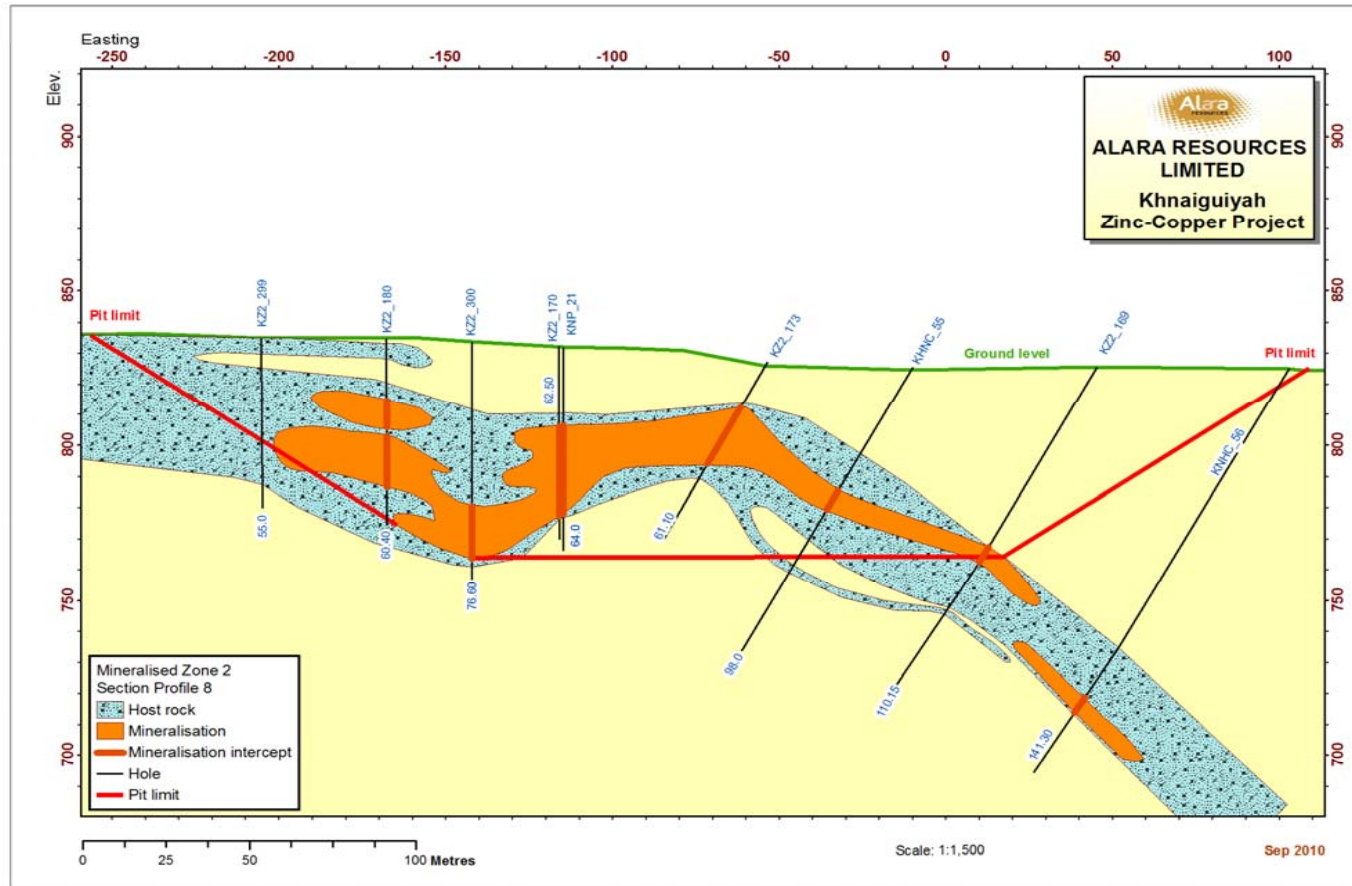 Easting
-250 -200 -150 -100 -50 0 50 100
Elev.
900
850
800
750
700
900
850
800
750
700
Alara
RESOURCES
ALARA RESOURCES
LIMITED
Khnaiguiyah
Zinc-Copper Project
Pit limit
KZ2_299
KZ2_180
KZ2_300
KZ2_170
KNP_21
KZ2_173
KHNC_55
Ground level
KZ2_169
Pit limit
KNHC_56
62.50
55.0
60.40
76.60
64.0
61.10
98.0
110.15
141.30
Mineralised Zone 2
Section Profile 8
Host rock
Mineralisation
Mineralisation intercept
Hole
Pit limit
0 25 50 100 Metres
Scale: 1:1,500
Sep 2010